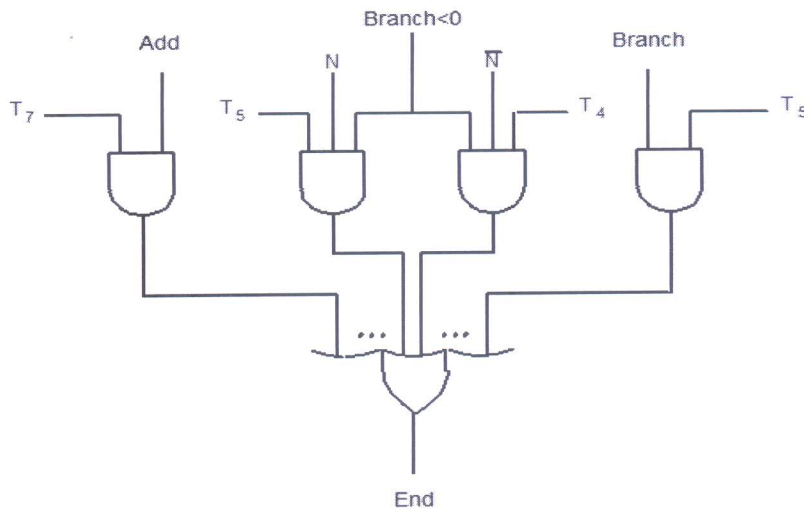 Branch<0
Add
Branch
N
N̅
T₇
T₅
T₄
T₅
...
...
End